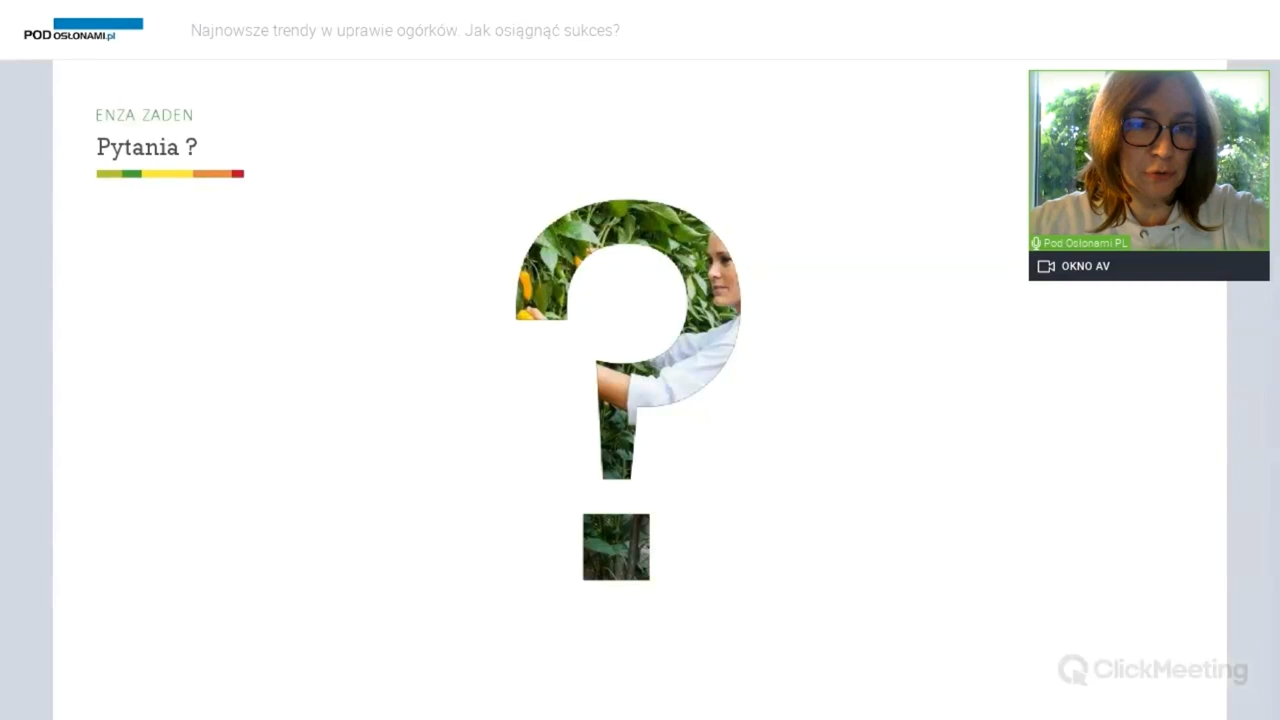 POD OSŁONAMI.pl
Najnowsze trendy w uprawie ogórków. Jak osiągnąć sukces?
ENZA ZADEN
Pytania ?
Pod Osłonami PL
OKNO AV
ClickMeeting